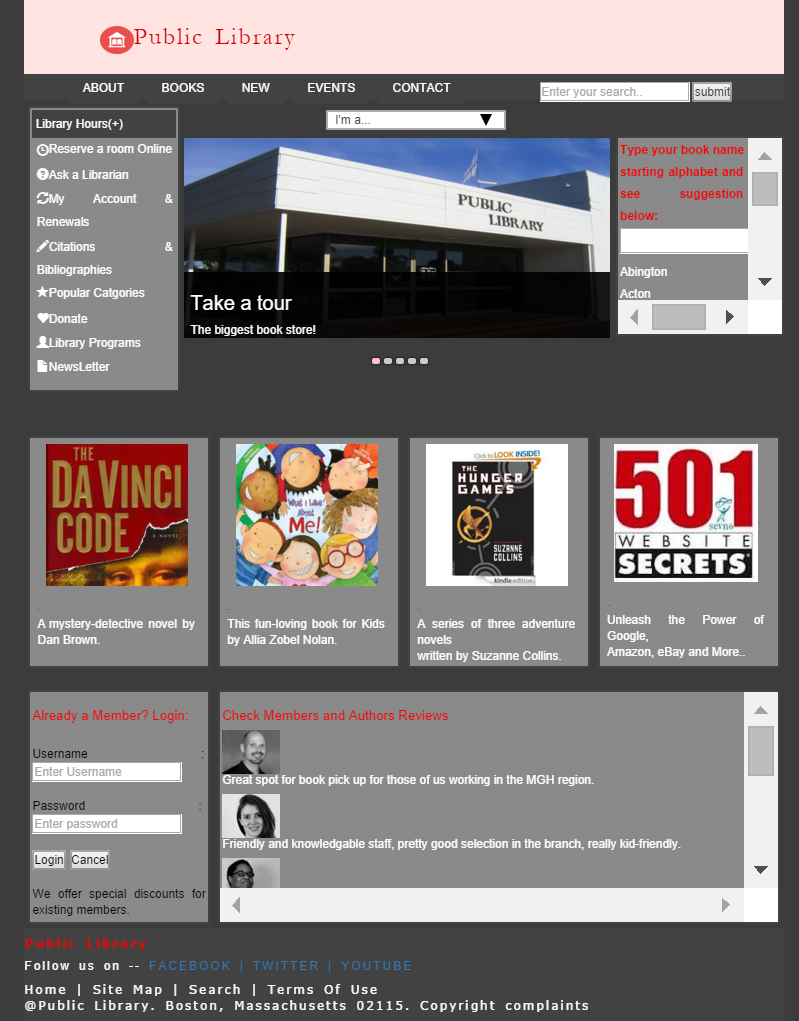 Public Library
ABOUT BOOKS NEW EVENTS CONTACT
Enter your search.. submit
Library Hours(+)
Reserve a room Online
Ask a Librarian
My Account &
Renewals
Citations &
Bibliographies
Popular Catgories
Donate
Library Programs
NewsLetter
I'm a...
PUBLIC
LIBRARY
Take a tour
The biggest book store!
Type your book name
starting alphabet and
see suggestion
below:
Abington
Acton
THE
DA VINCI
CODE
A NOVEL
A mystery-detective novel by
Dan Brown.
What I Like
About
Me!
This fun-loving book for Kids
by Allia Zobel Nolan.
Click to LOOK INSIDE!
THE
HUNGER
GAMES
SUZANNE
COLLINS
kindle edition
A series of three adventure
novels
written by Suzanne Collins.
501
sevno
WEBSITE
SECRETS
Unleash the Power of
Google,
Amazon, eBay and More..
Already a Member? Login:
Username :
Enter Username
Password :
Enter password
Login Cancel
We offer special discounts for
existing members.
Check Members and Authors Reviews
Great spot for book pick up for those of us working in the MGH region.
Friendly and knowledgable staff, pretty good selection in the branch, really kid-friendly.
Public Library
Follow us on -- FACEBOOK | TWITTER | YOUTUBE
Home | Site Map | Search | Terms Of Use
@Public Library. Boston, Massachusetts 02115. Copyright complaints